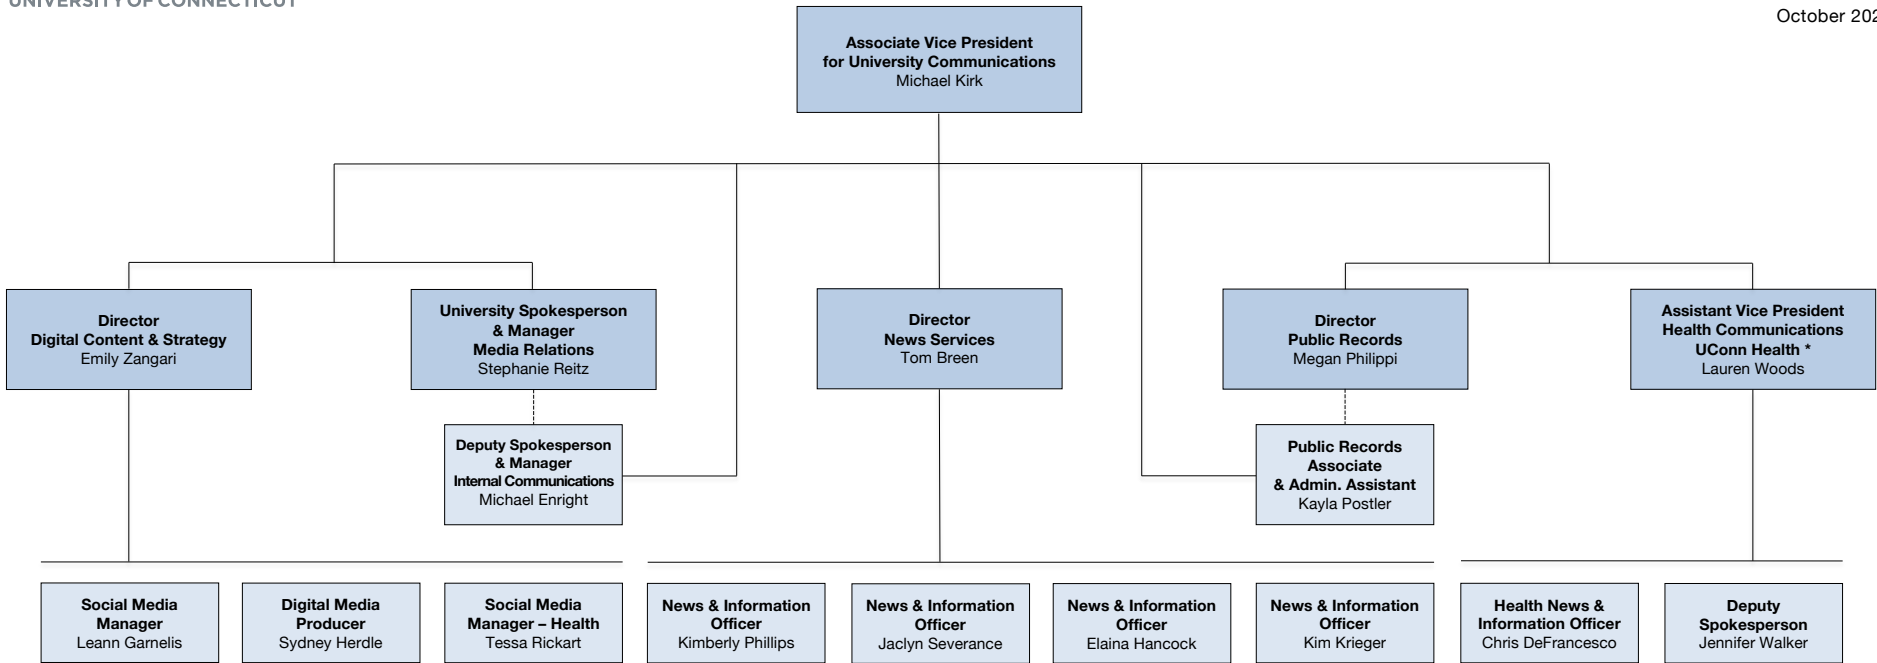 UNIVERSITY OF CONNECTICUT
October 202
Associate Vice President
for University Communications
Michael Kirk
Director
Digital Content & Strategy
Emily Zangari
University Spokesperson
& Manager
Media Relations
Stephanie Reitz
Director
News Services
Tom Breen
Director
Public Records
Megan Philippi
Assistant Vice President
Health Communications
UConn Health *
Lauren Woods
Deputy Spokesperson
& Manager
Internal Communications
Michael Enright
Public Records
Associate
& Admin. Assistant
Kayla Postler
Social Media
Manager
Leann Garnelis
Digital Media
Producer
Sydney Herdle
Social Media
Manager – Health
Tessa Rickart
News & Information
Officer
Kimberly Phillips
News & Information
Officer
Jaclyn Severance
News & Information
Officer
Elaina Hancock
News & Information
Officer
Kim Krieger
Health News &
Information Officer
Chris DeFrancesco
Deputy
Spokesperson
Jennifer Walker